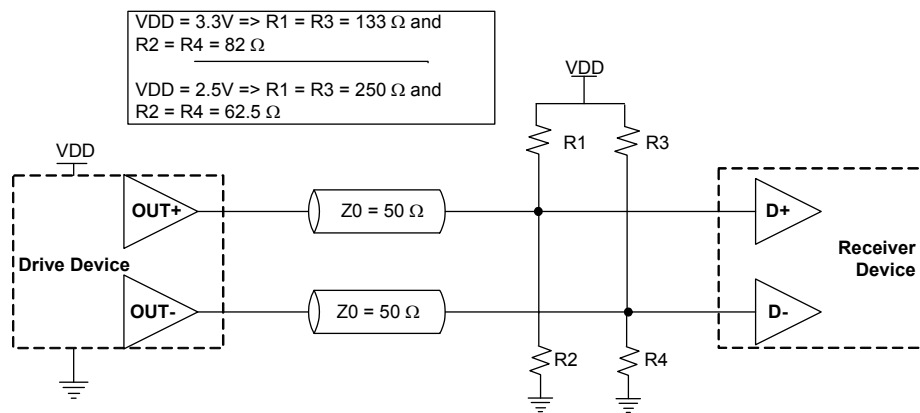 VDD = 3.3V => R1 = R3 = 133 Ω and
R2 = R4 = 82 Ω
VDD = 2.5V => R1 = R3 = 250 Ω and
R2 = R4 = 62.5 Ω
VDD
R1
R3
VDD
OUT+
Z0 = 50 Ω
D+
Drive Device
Receiver
Device
OUT-
Z0 = 50 Ω
D-
R2
R4